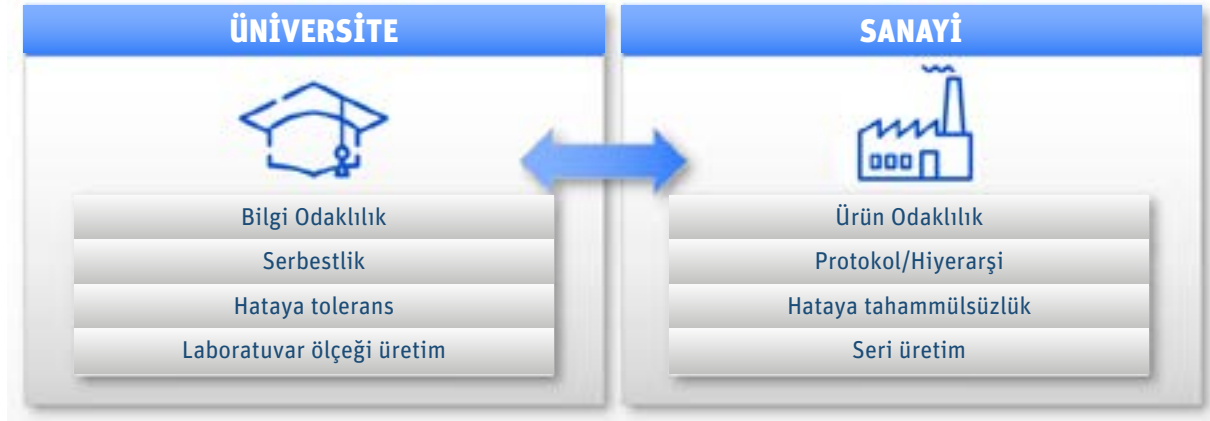 ÜNİVERSİTE
Bilgi Odaklılık
Serbestlik
Hataya tolerans
Laboratuvar ölçeği üretim
SANAYİ
Ürün Odaklılık
Protokol/Hiyerarşi
Hataya tahammülsüzlük
Seri üretim